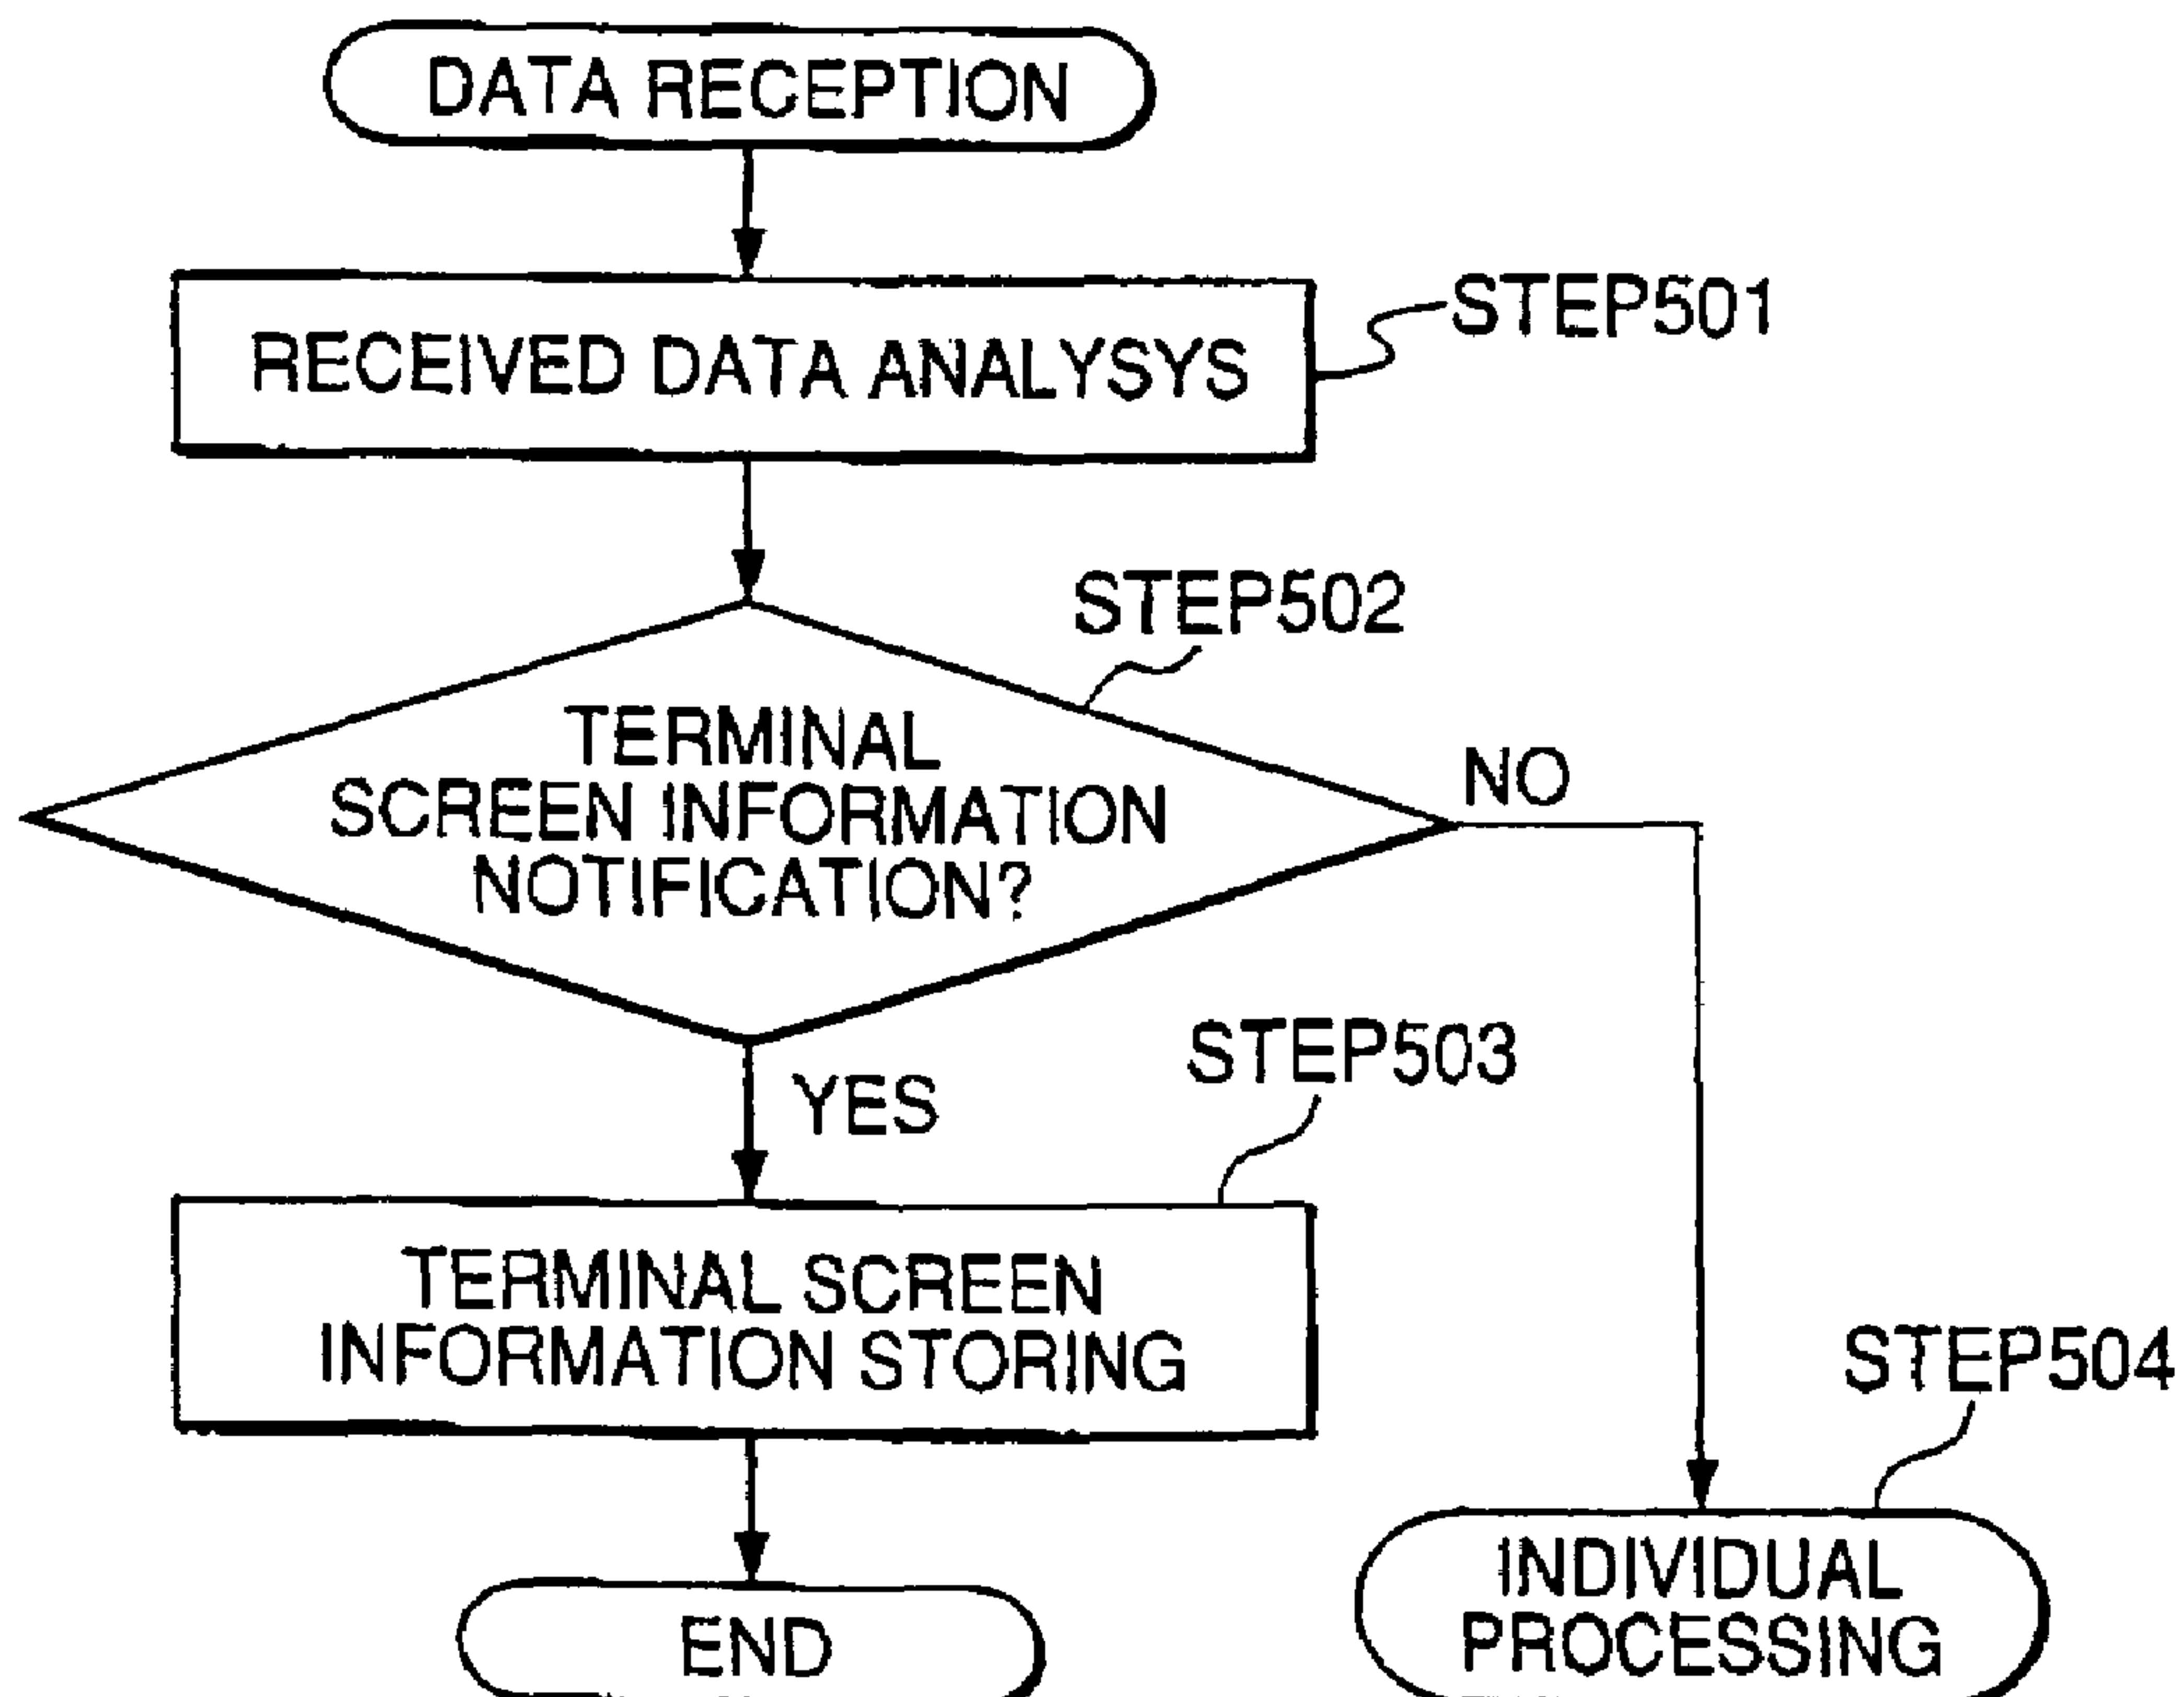 DATA RECEPTION
RECEIVED DATA ANALYSYS
STEP501
STEP502
TERMINAL
SCREEN INFORMATION
NOTIFICATION?
NO
YES
STEP503
TERMINAL SCREEN
INFORMATION STORING
STEP504
END
INDIVIDUAL
PROCESSING